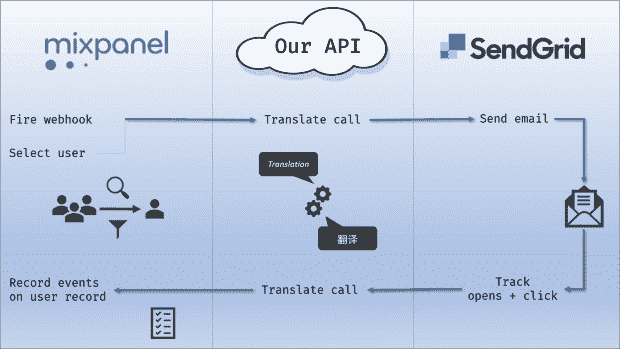 mixpanel
Our API
SendGrid
Fire webhook
Translate call
Send email
Select user
Translation
翻译
Record events
on user record
Translate call
Track
opens + click